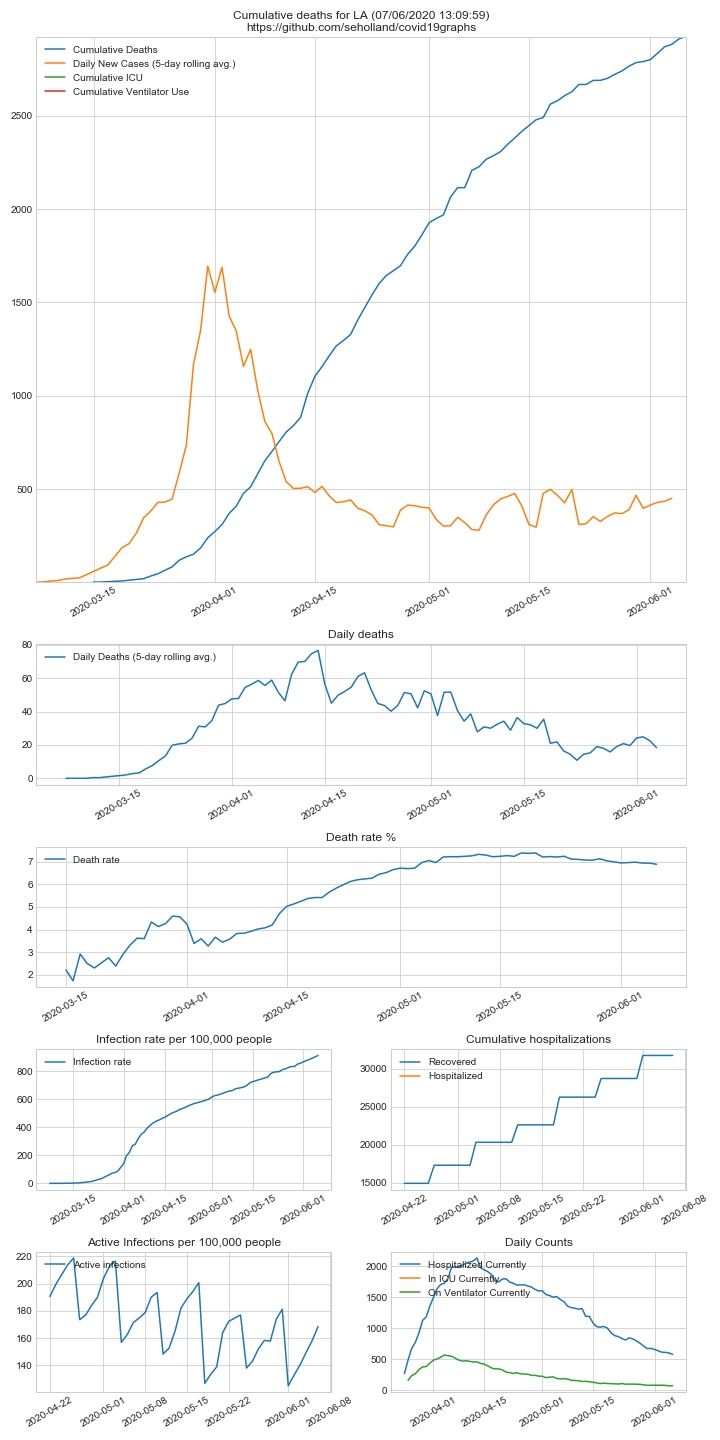 Cumulative deaths for LA (07/06/2020 13:09:59)
https://github.com/seholland/covid19graphs
Cumulative Deaths
Daily New Cases (5-day rolling avg.)
Cumulative ICU
Cumulative Ventilator Use
2500
2000
1500
1000
500
2020-03-15 2020-04-01 2020-04-15 2020-05-01 2020-05-15 2020-06-01
Daily deaths
Daily Deaths (5-day rolling avg.)
80
60
40
20
0
2020-03-15 2020-04-01 2020-04-15 2020-05-01 2020-05-15 2020-06-01
Death rate %
Death rate
7
6
5
4
3
2
2020-03-15 2020-04-01 2020-04-15 2020-05-01 2020-05-15 2020-06-01
Infection rate per 100,000 people
Infection rate
800
600
400
200
0
2020-03-15 2020-04-01 2020-04-15 2020-05-01 2020-05-15 2020-06-01
Cumulative hospitalizations
Recovered
Hospitalized
30000
25000
20000
15000
2020-04-22 2020-05-01 2020-05-08 2020-05-15 2020-05-22 2020-06-01 2020-06-08
Active Infections per 100,000 people
Active infections
220
200
180
160
140
2020-04-22 2020-05-01 2020-05-08 2020-05-15 2020-05-22 2020-06-01 2020-06-08
Daily Counts
Hospitalized Currently
In ICU Currently
On Ventilator Currently
2000
1500
1000
500
0
2020-04-01 2020-04-15 2020-05-01 2020-05-15 2020-06-01